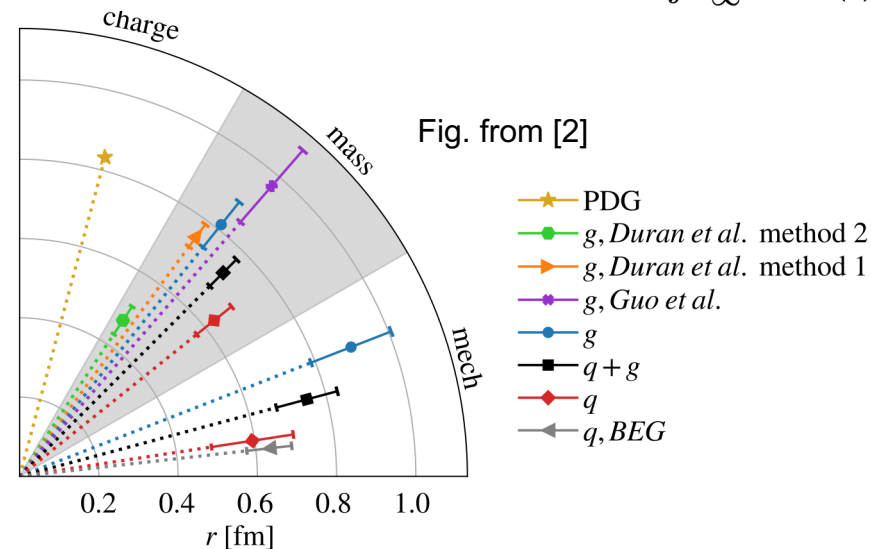 charge
mass
mech
Fig. from [2]
PDG
g, Duran et al. method 2
g, Duran et al. method 1
g, Guo et al.
g
q + g
q
q, BEG
0.2 0.4 0.6 0.8 1.0
r [fm]